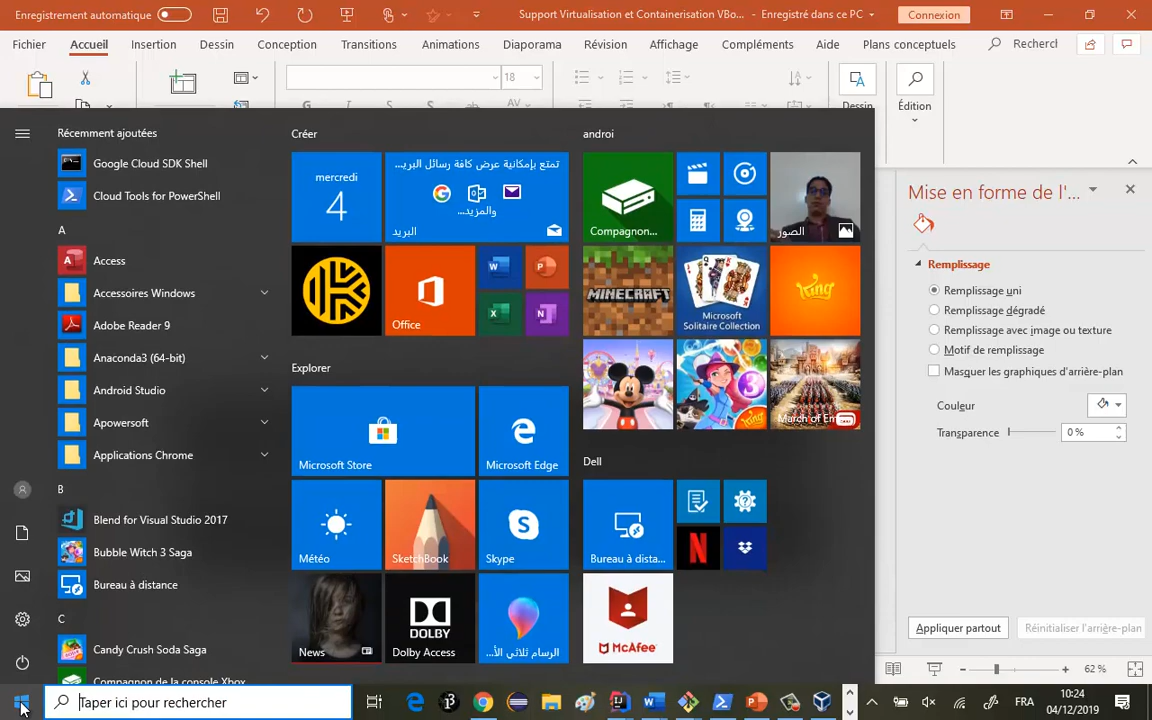 Enregistrement automatique
Support Virtualisation et Containerisation VBo... - Enregistré dans ce PC
Connexion
Fichier
Accueil
Insertion
Dessin
Conception
Transitions
Animations
Diaporama
Révision
Affichage
Compléments
Aide
Plans conceptuels
Rechercl
18
G
I
S
S
AV
Dessin
Édition
Récemment ajoutées
Google Cloud SDK Shell
Cloud Tools for PowerShell
A
Access
Accessoires Windows
Adobe Reader 9
Anaconda3 (64-bit)
Android Studio
Apowersoft
Applications Chrome
B
Blend for Visual Studio 2017
Bubble Witch 3 Saga
Bureau à distance
C
Candy Crush Soda Saga
Compagnon de la console Xbox
Créer
mercredi
4
تمتع بإمكانية عرض كافة رسائل البري...
والمزيد...
البريد
Office
Explorer
Microsoft Store
Microsoft Edge
Météo
SketchBook
Skype
News
DOLBY
Dolby Access
الرسام ثلاثي الأ...
androi
Compagnon...
الصور
MINECRAFT
Microsoft
Solitaire Collection
King
3
King
March of Em
Dell
Bureau à dista...
N
McAfee
Mise en forme de l'...
Remplissage
Remplissage uni
Remplissage dégradé
Remplissage avec image ou texture
Motif de remplissage
Masquer les graphiques d'arrière-plan
Couleur
Transparence
0 %
Appliquer partout
Réinitialiser l'arrière-plan
62 %
Taper ici pour rechercher
FRA
10:24
04/12/2019